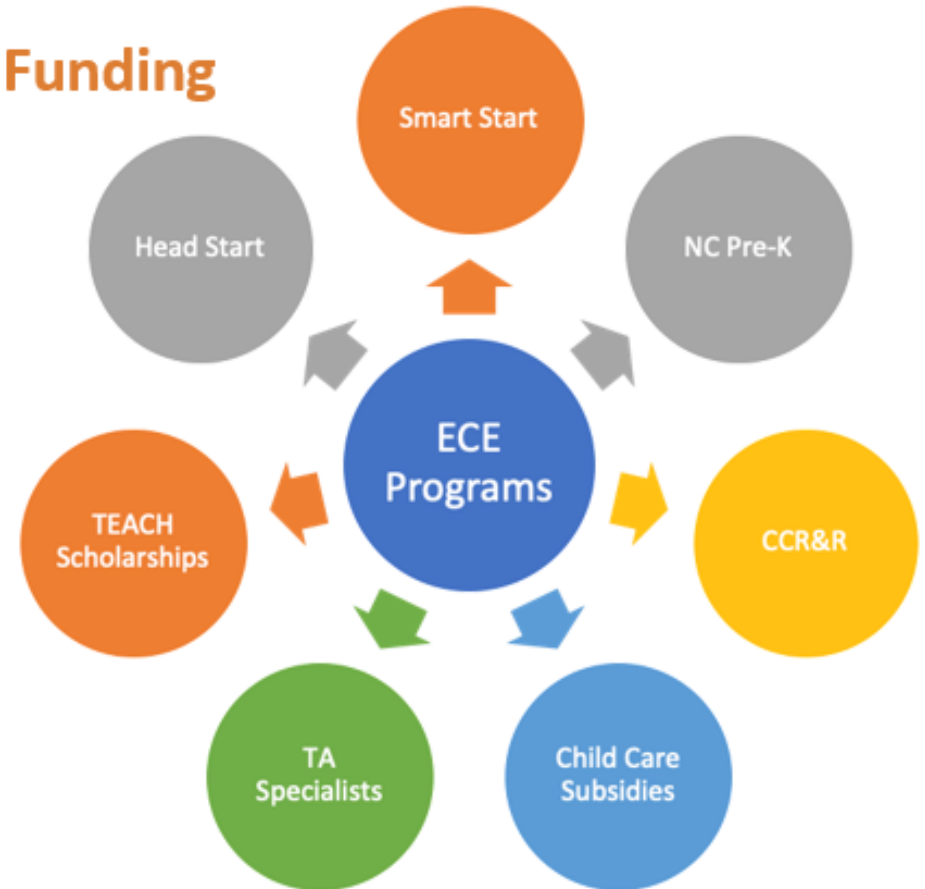 Funding
Smart Start
Head Start
NC Pre-K
ECE
Programs
TEACH
Scholarships
CCR&R
TA
Specialists
Child Care
Subsidies